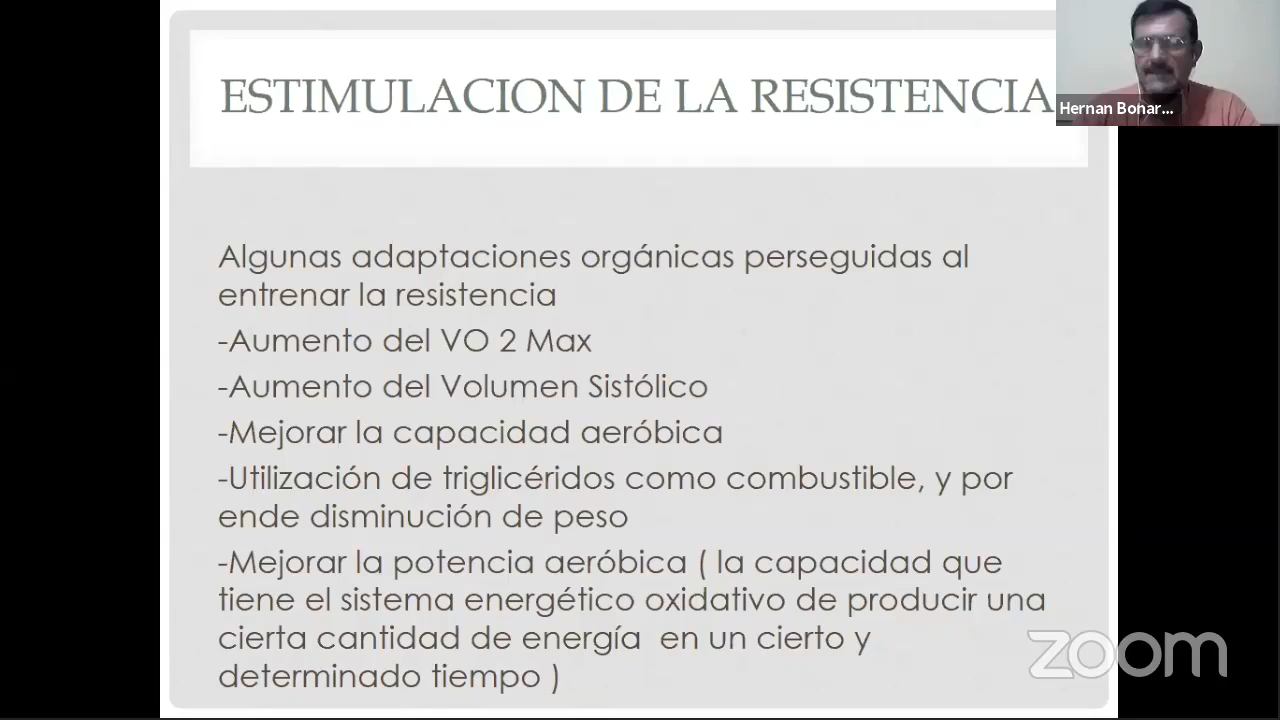 ESTIMULACION DE LA RESISTENCIA
Hernan Bonar...
Algunas adaptaciones orgánicas perseguidas al
entrenar la resistencia
-Aumento del VO 2 Max
-Aumento del Volumen Sistólico
-Mejorar la capacidad aeróbica
-Utilización de triglicéridos como combustible, y por
ende disminución de peso
-Mejorar la potencia aeróbica ( la capacidad que
tiene el sistema energético oxidativo de producir una
cierta cantidad de energía  en un cierto y
determinado tiempo )
zoom